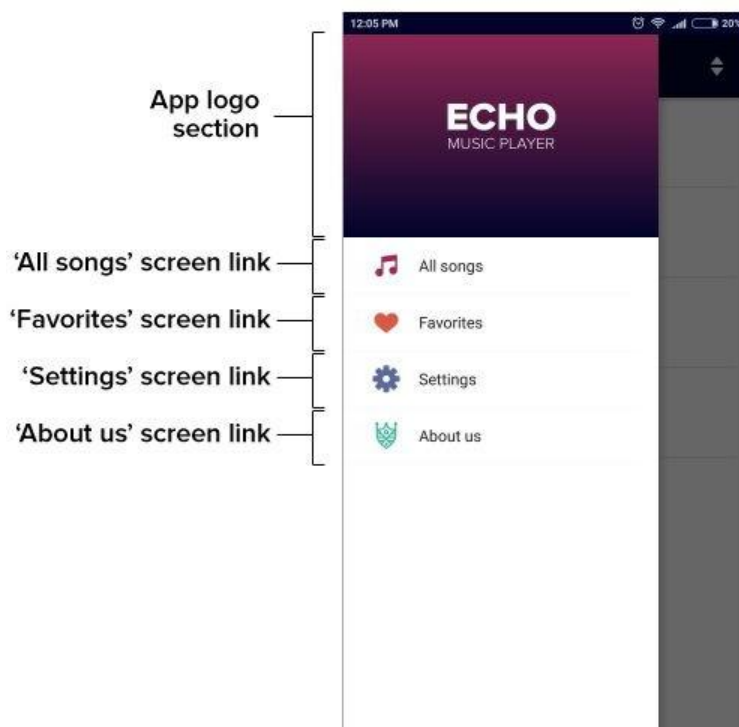 12:05 PM
20%
App logo
section
ECHO
MUSIC PLAYER
'All songs' screen link
All songs
'Favorites' screen link
Favorites
'Settings' screen link
Settings
'About us' screen link
About us